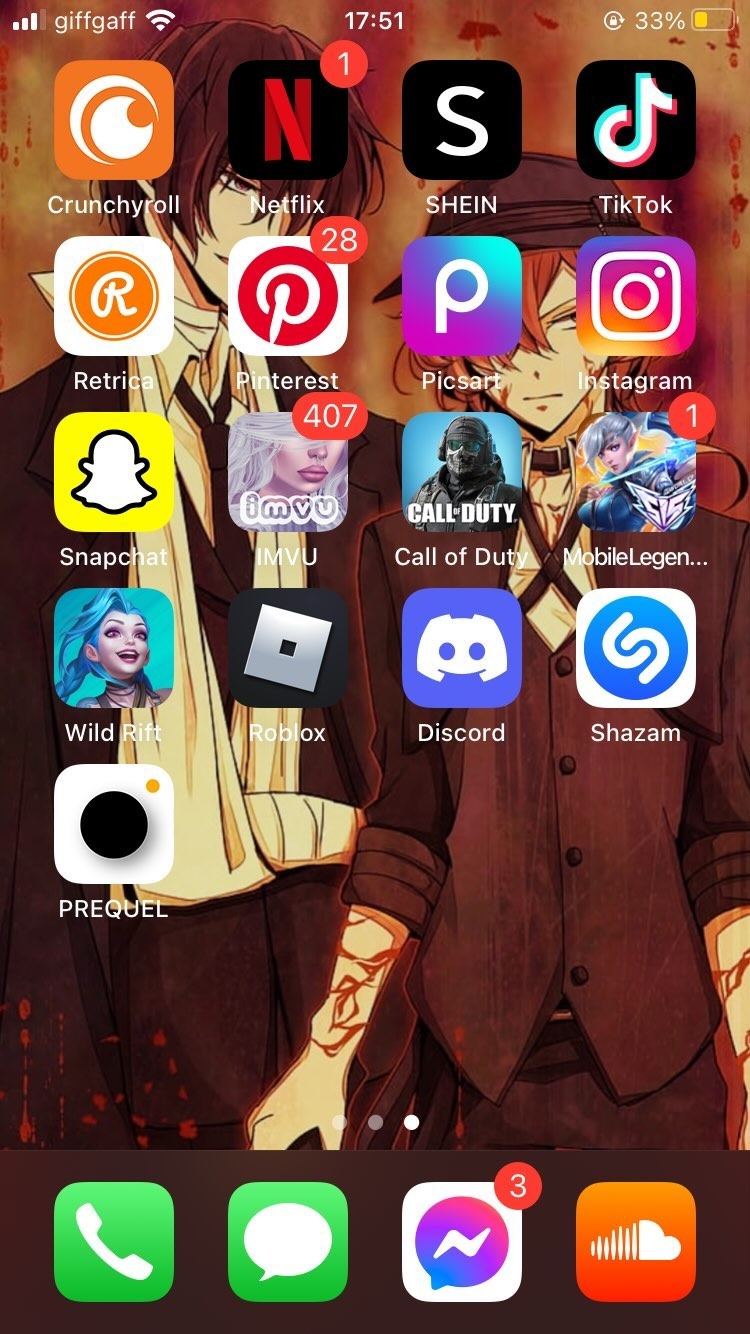 giffgaff 17:51 33%
1
S
Crunchyroll Netflix SHEIN TikTok
28
R
Retrica Pinterest Picsart Instagram
407 1
imvu CALL OF DUTY
Snapchat IMVU Call of Duty MobileLegen...
Wild Rift Roblox Discord Shazam
PREQUEL
3